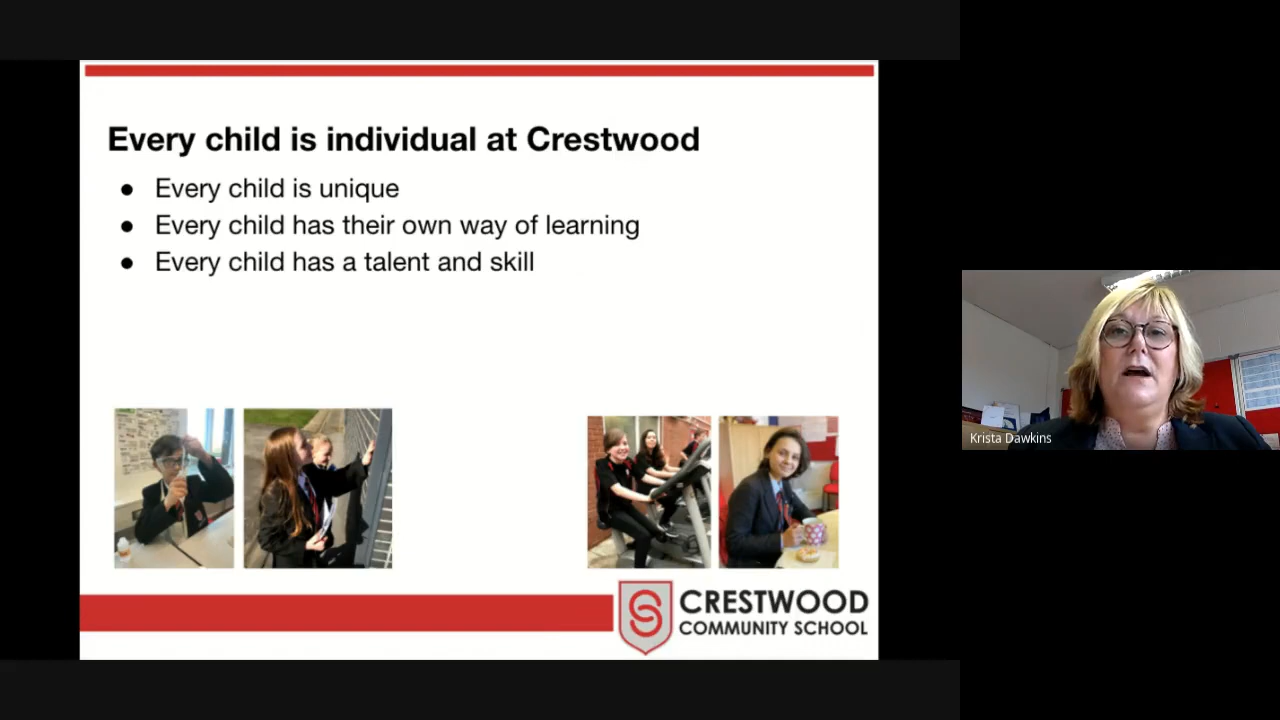 Every child is individual at Crestwood
● Every child is unique
● Every child has their own way of learning
● Every child has a talent and skill
Krista Dawkins
CRESTWOOD
COMMUNITY SCHOOL